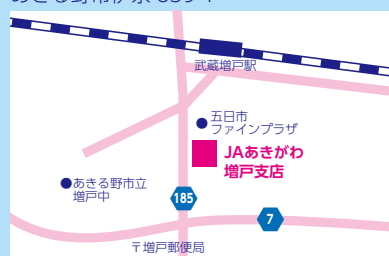 武蔵増戸駅
五日市
ファインプラザ
JAあきがわ
増戸支店
あきる野市立
増戸中
185
7
〒増戸郵便局